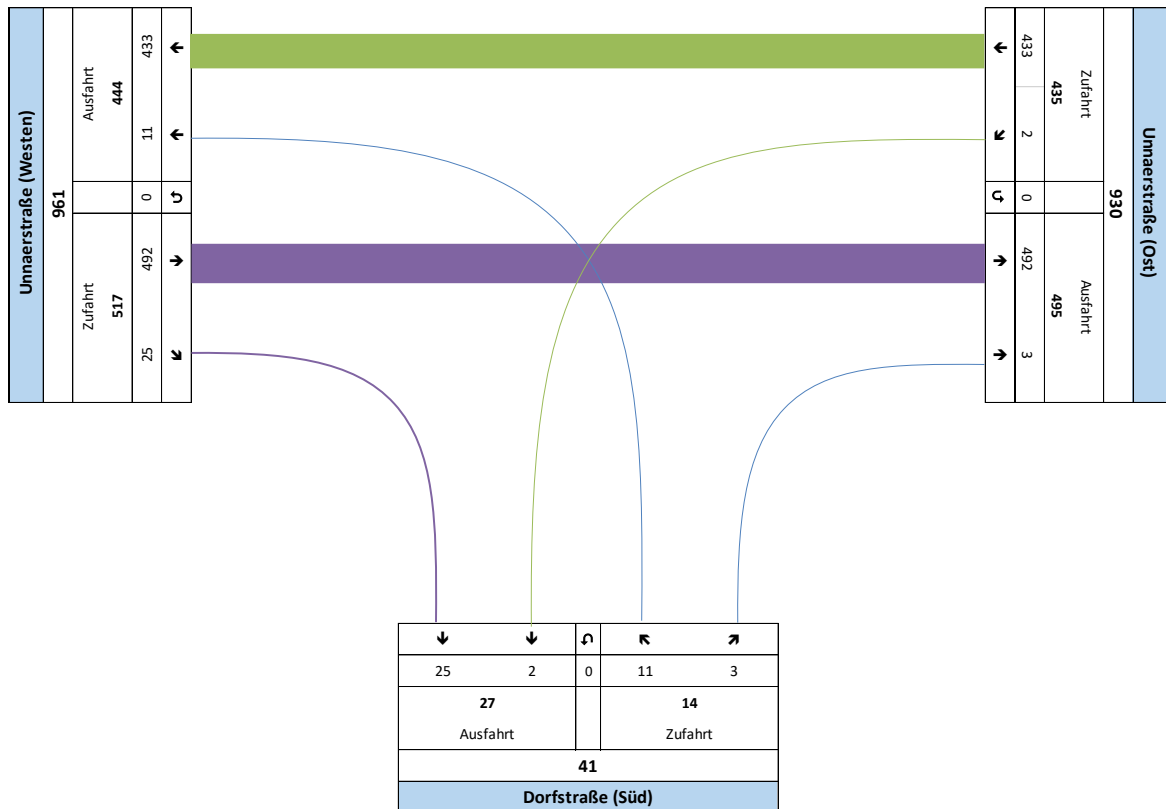 Unnaerstraße (Westen)
961
Ausfahrt
444
Zufahrt
517
433
11
0
492
25
433
2
0
492
3
435
Zufahrt
495
Ausfahrt
930
Unnaerstraße (Ost)
25 2 0 11 3
27 14
Ausfahrt Zufahrt
41
Dorfstraße (Süd)